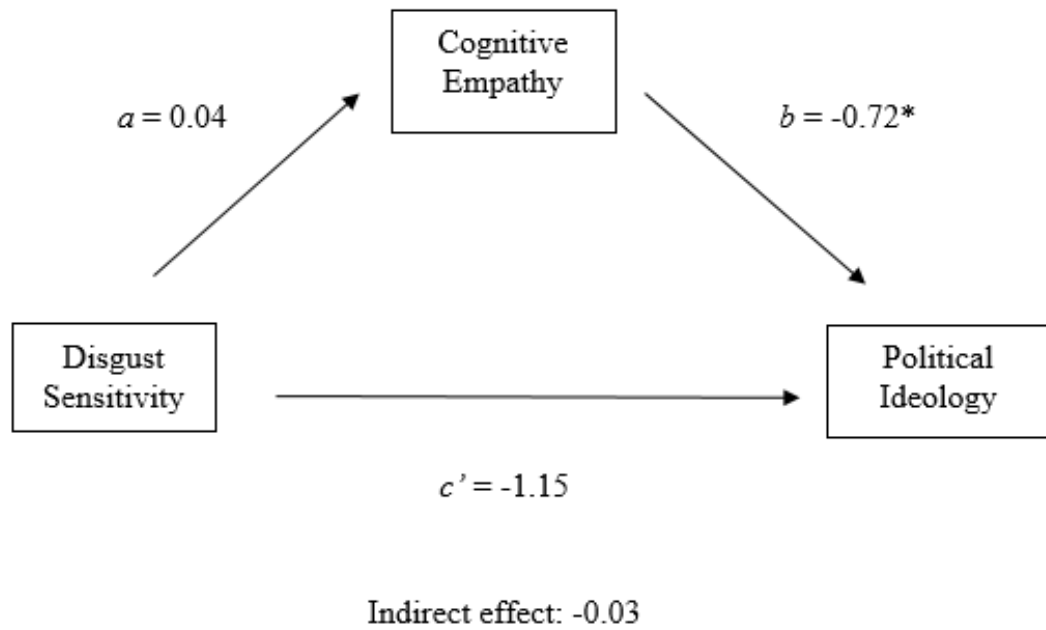 Cognitive
Empathy
a = 0.04
b = -0.72*
Disgust
Sensitivity
Political
Ideology
c’ = -1.15
Indirect effect: -0.03